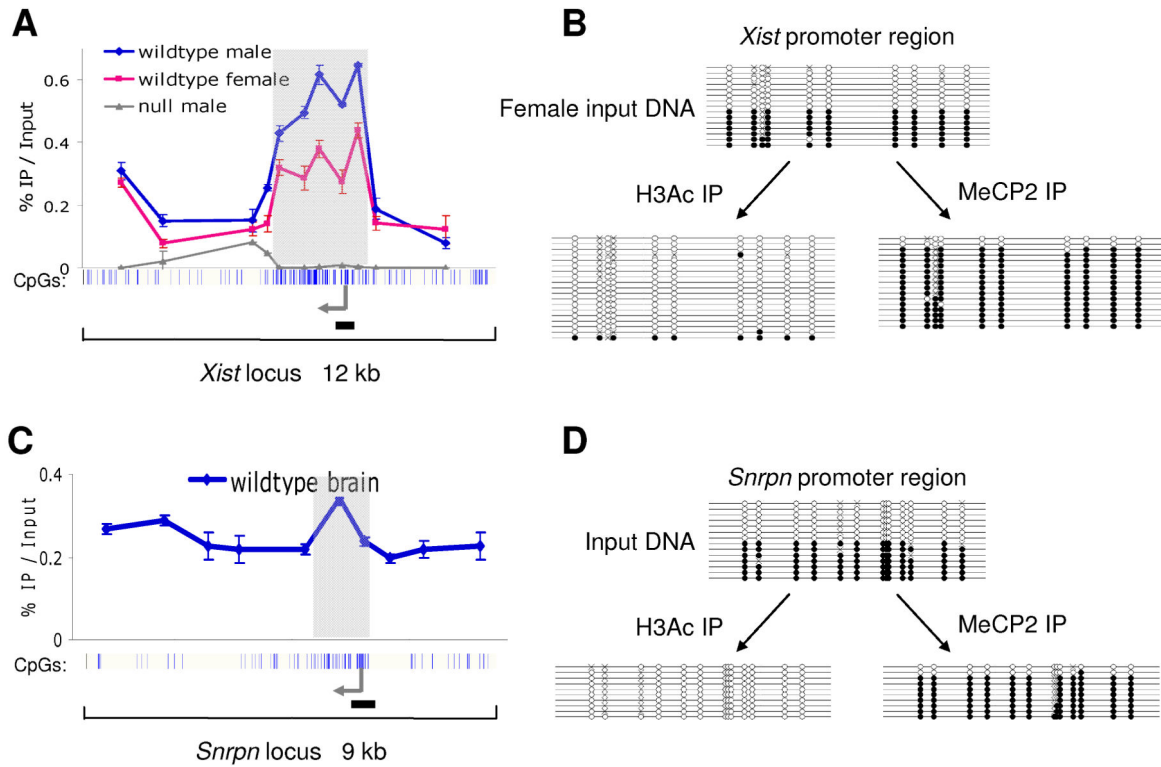 A
wildtype male
wildtype female
null male
% IP / Input
0.6
0.4
0.2
0
CpGs:
Xist locus 12 kb
B
Xist promoter region
Female input DNA
H3Ac IP
MeCP2 IP
C
wildtype brain
% IP / Input
0.4
0.2
0
CpGs:
Snrpn locus 9 kb
D
Snrpn promoter region
Input DNA
H3Ac IP
MeCP2 IP